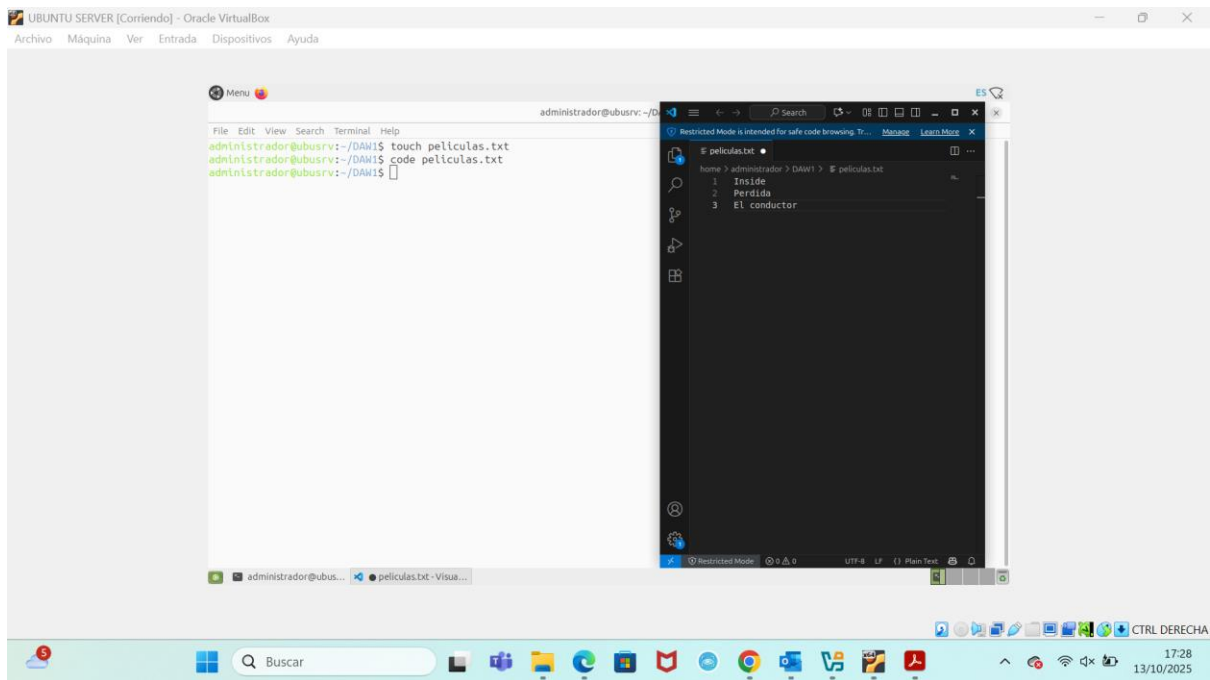 UBUNTU SERVER [Corriendo] - Oracle VirtualBox
Archivo Máquina Ver Entrada Dispositivos Ayuda
Menu
ES
administrador@ubusrv: ~/D
Search
File Edit View Search Terminal Help
Restricted Mode is intended for safe code browsing. Tr... Manage Learn More
administrador@ubusrv:~/DAW1$ touch peliculas.txt
administrador@ubusrv:~/DAW1$ code peliculas.txt
administrador@ubusrv:~/DAW1$
peliculas.txt
home > administrador > DAW1 > peliculas.txt
1 Inside
2 Perdida
3 El conductor
Restricted Mode 0 0 UTF-8 LF {} Plain Text
administrador@ubus...
peliculas.txt - Visua...
CTRL DERECHA
5
Buscar
17:28
13/10/2025